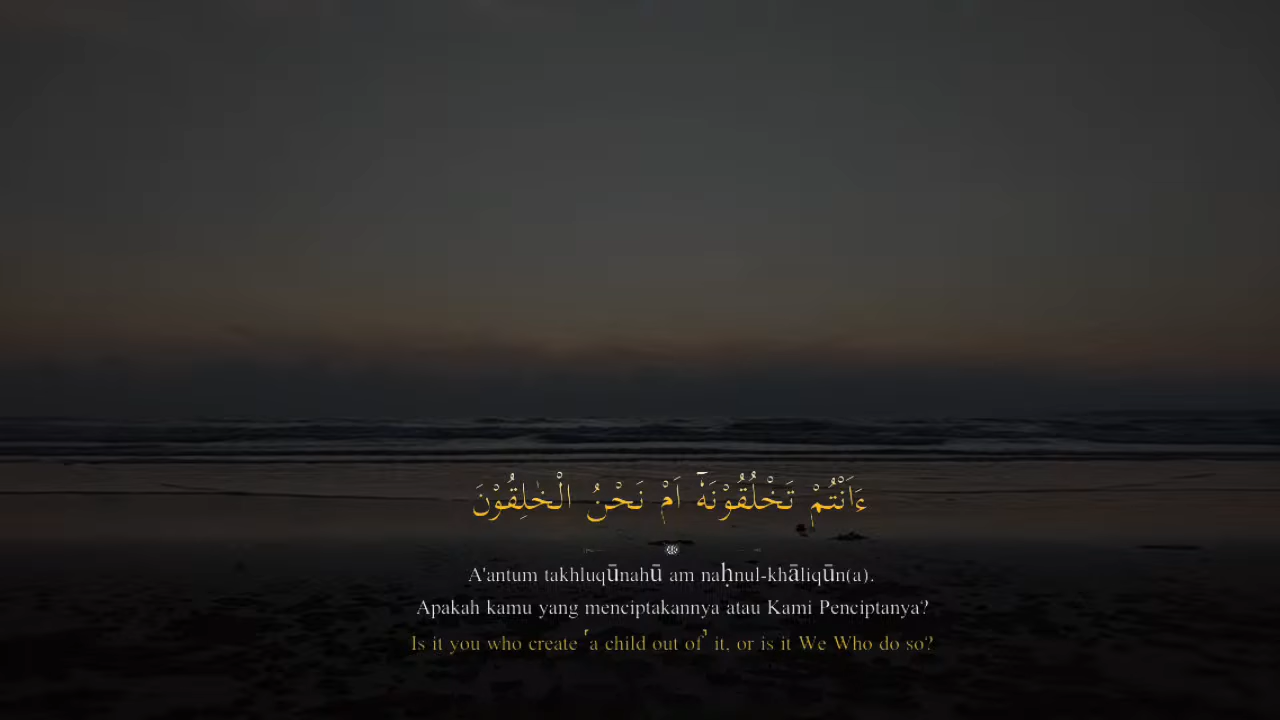 ءَاَنْتُمْ تَخْلُقُوْنَهٗٓ اَمْ نَحْنُ الْخٰلِقُوْنَ
A'antum takhluqūnahū am naḥnul-khāliqūn(a).
Apakah kamu yang menciptakannya atau Kami Penciptanya?
Is it you who create ˹a child out of˺ it, or is it We Who do so?